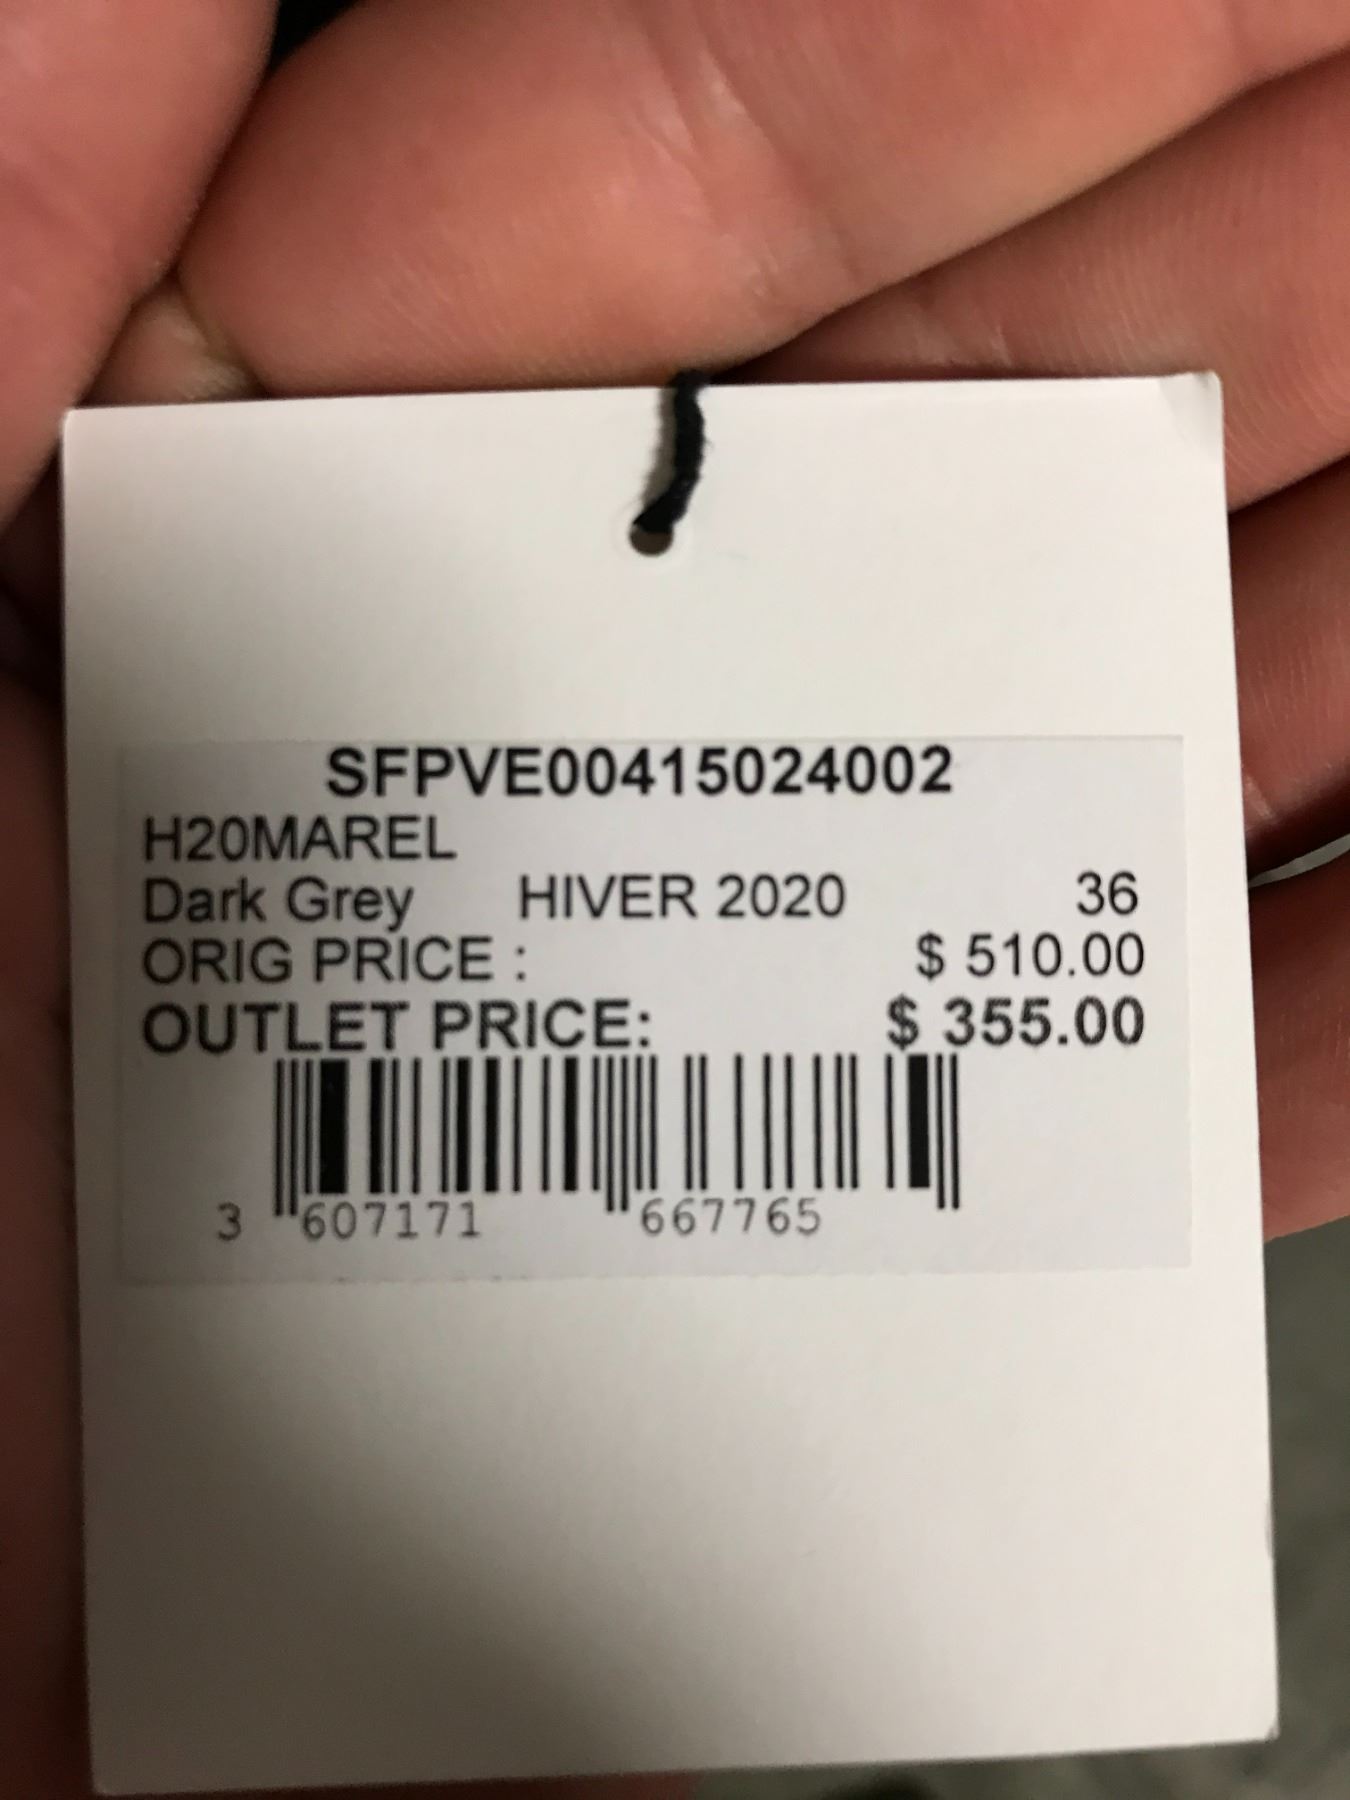 SFPVE00415024002
H20MAREL
Dark Grey HIVER 2020 36
ORIG PRICE : $ 510.00
OUTLET PRICE: $ 355.00
3 607171 667765